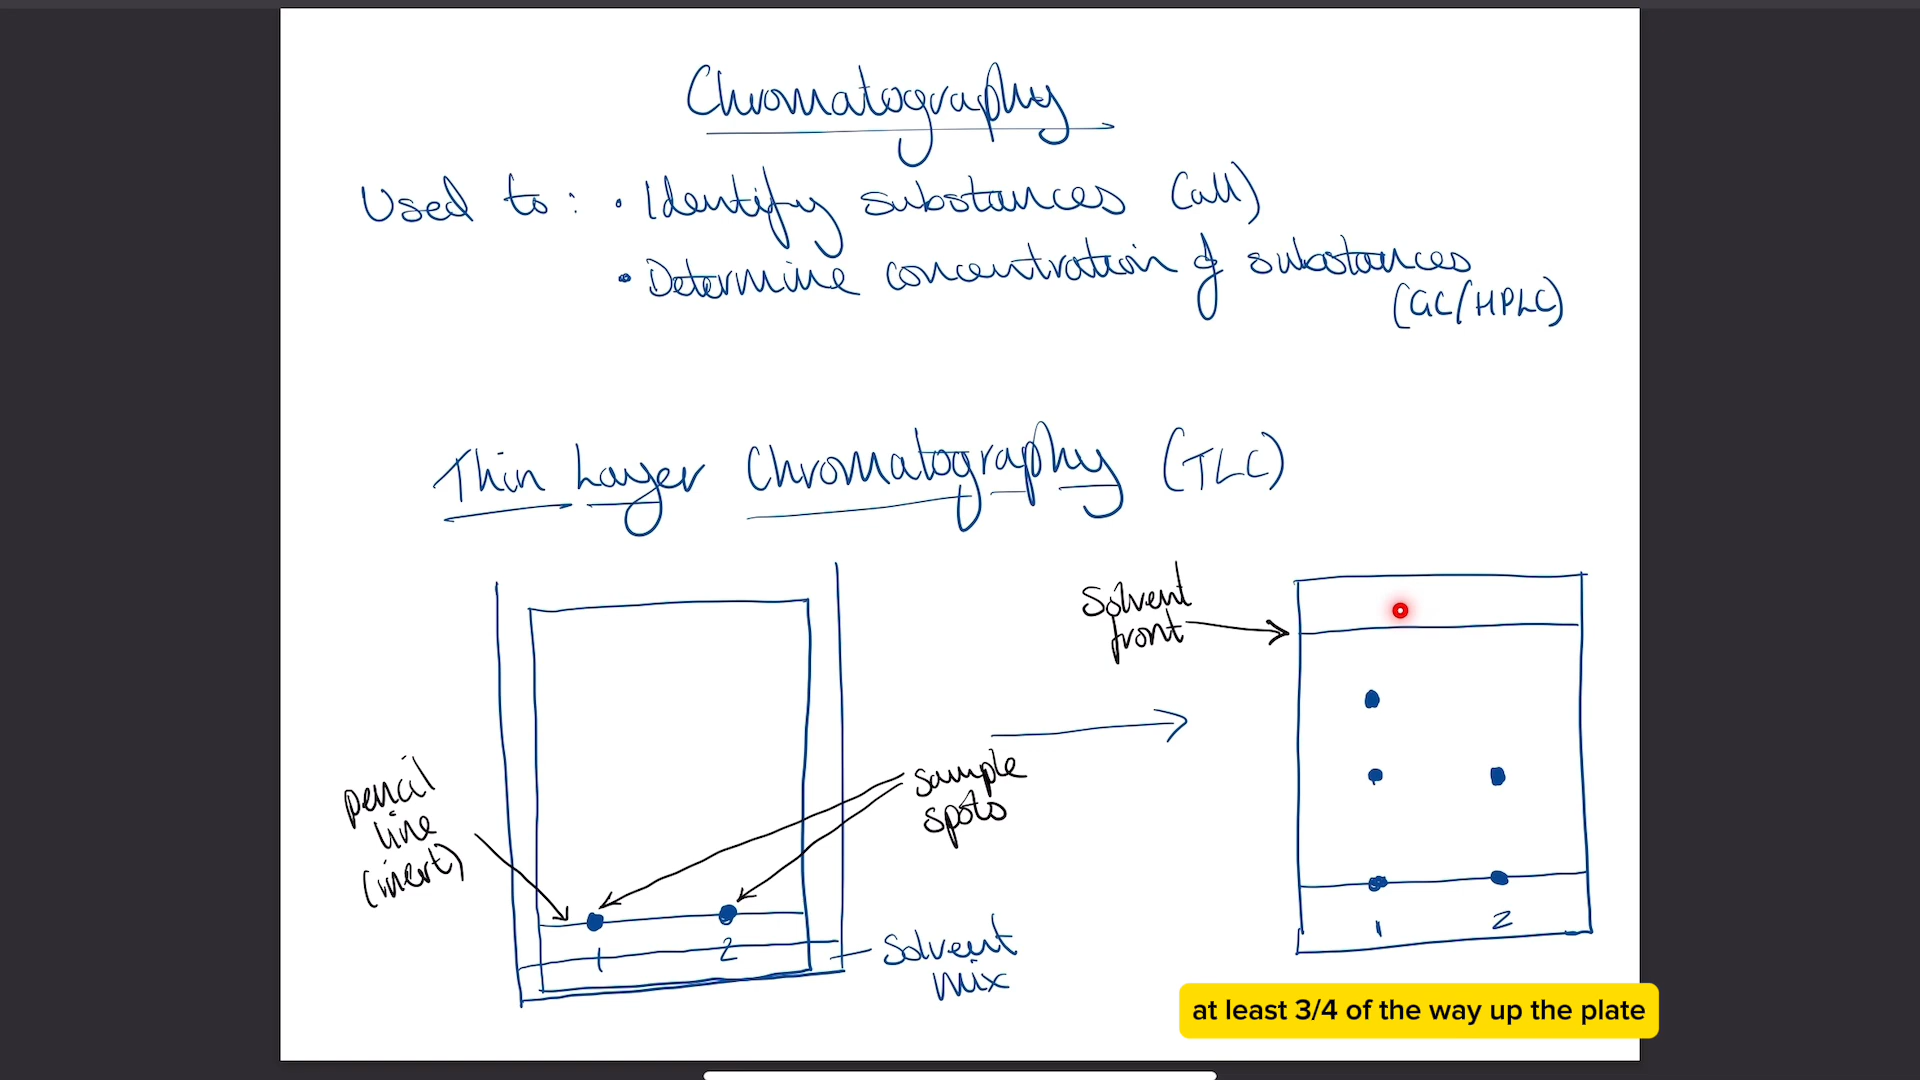 Chromatography
Used to: • Identify substances (all)
• Determine concentration of substances
(GC/HPLC)
Thin Layer Chromatography (TLC)
Solvent
front
pencil
line
(inert)
sample
spots
1 2
Solvent
mix
1 2
at least 3/4 of the way up the plate